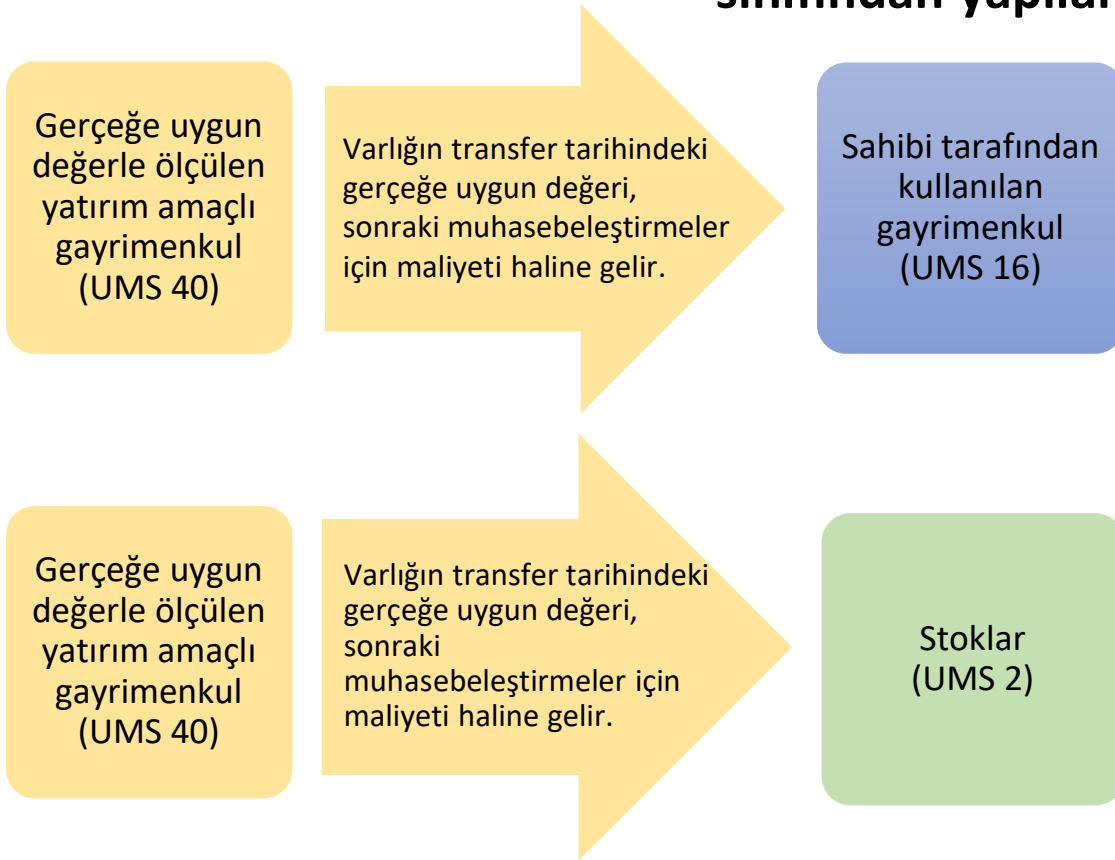 sınıfından yapılan
Gerçeğe uygun
değerle ölçülen
yatırım amaçlı
gayrimenkul
(UMS 40)
Varlığın transfer tarihindeki
gerçeğe uygun değeri,
sonraki muhasebeleştirmeler
için maliyeti haline gelir.
Sahibi tarafından
kullanılan
gayrimenkul
(UMS 16)
Gerçeğe uygun
değerle ölçülen
yatırım amaçlı
gayrimenkul
(UMS 40)
Varlığın transfer tarihindeki
gerçeğe uygun değeri,
sonraki
muhasebeleştirmeler için
maliyeti haline gelir.
Stoklar
(UMS 2)